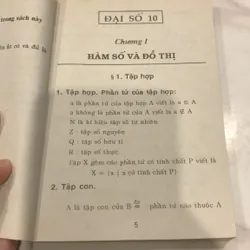 trong sách này
ĐẠI SỐ 10
Chương I
HÀM SỐ VÀ ĐỒ THỊ
§ 1. Tập hợp
1. Tập hợp. Phần tử của tập hợp:
a là phần tử của tập hợp A viết là a ∈ A
a không là phần tử của A viết là a ∉ A
N là kí hiệu tập số tự nhiên
Z : tập số nguyên
Q : tập số hữu tỉ
R : tập số thực.
Tập X gồm các phần tử có tính chất P viết là
X = {x | x có tính chất P}
2. Tập con.
A là tập con của B phần tử nào thuộc A
5